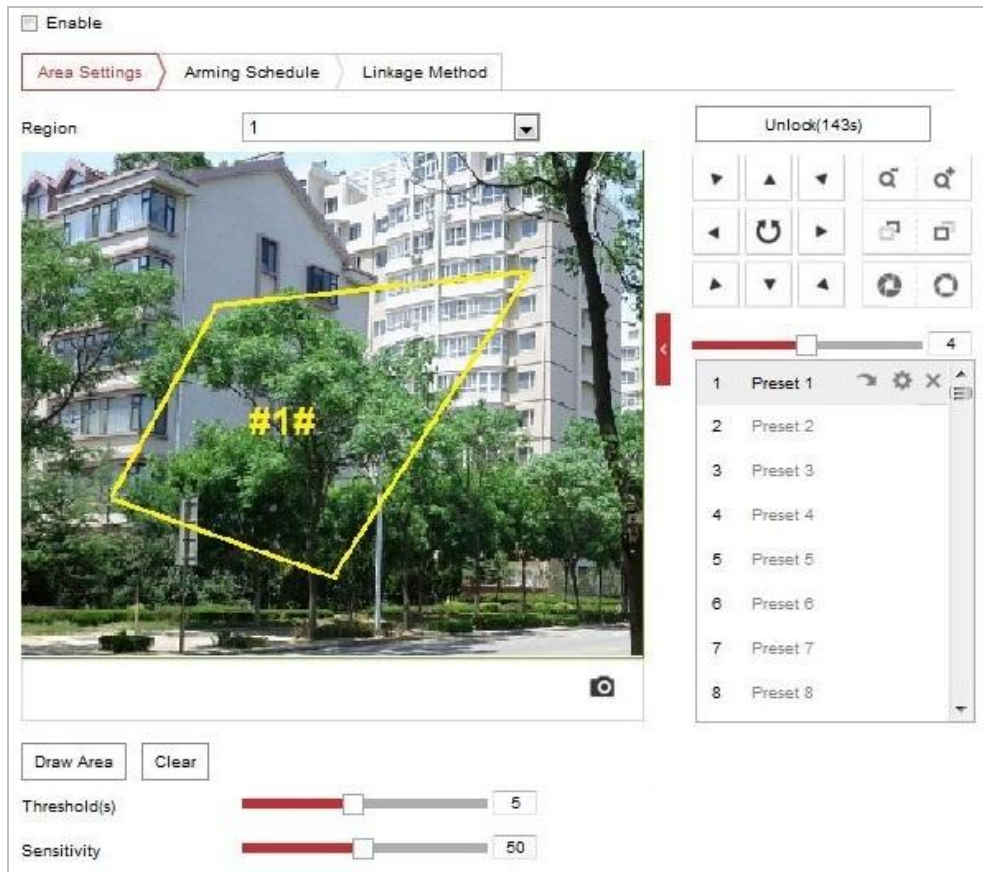 Enable
Area Settings
Arming Schedule
Linkage Method
Region
1
Unlock(143s)
#1#
4
1 Preset 1
2 Preset 2
3 Preset 3
4 Preset 4
5 Preset 5
6 Preset 6
7 Preset 7
8 Preset 8
Draw Area
Clear
Threshold(s)
5
Sensitivity
50